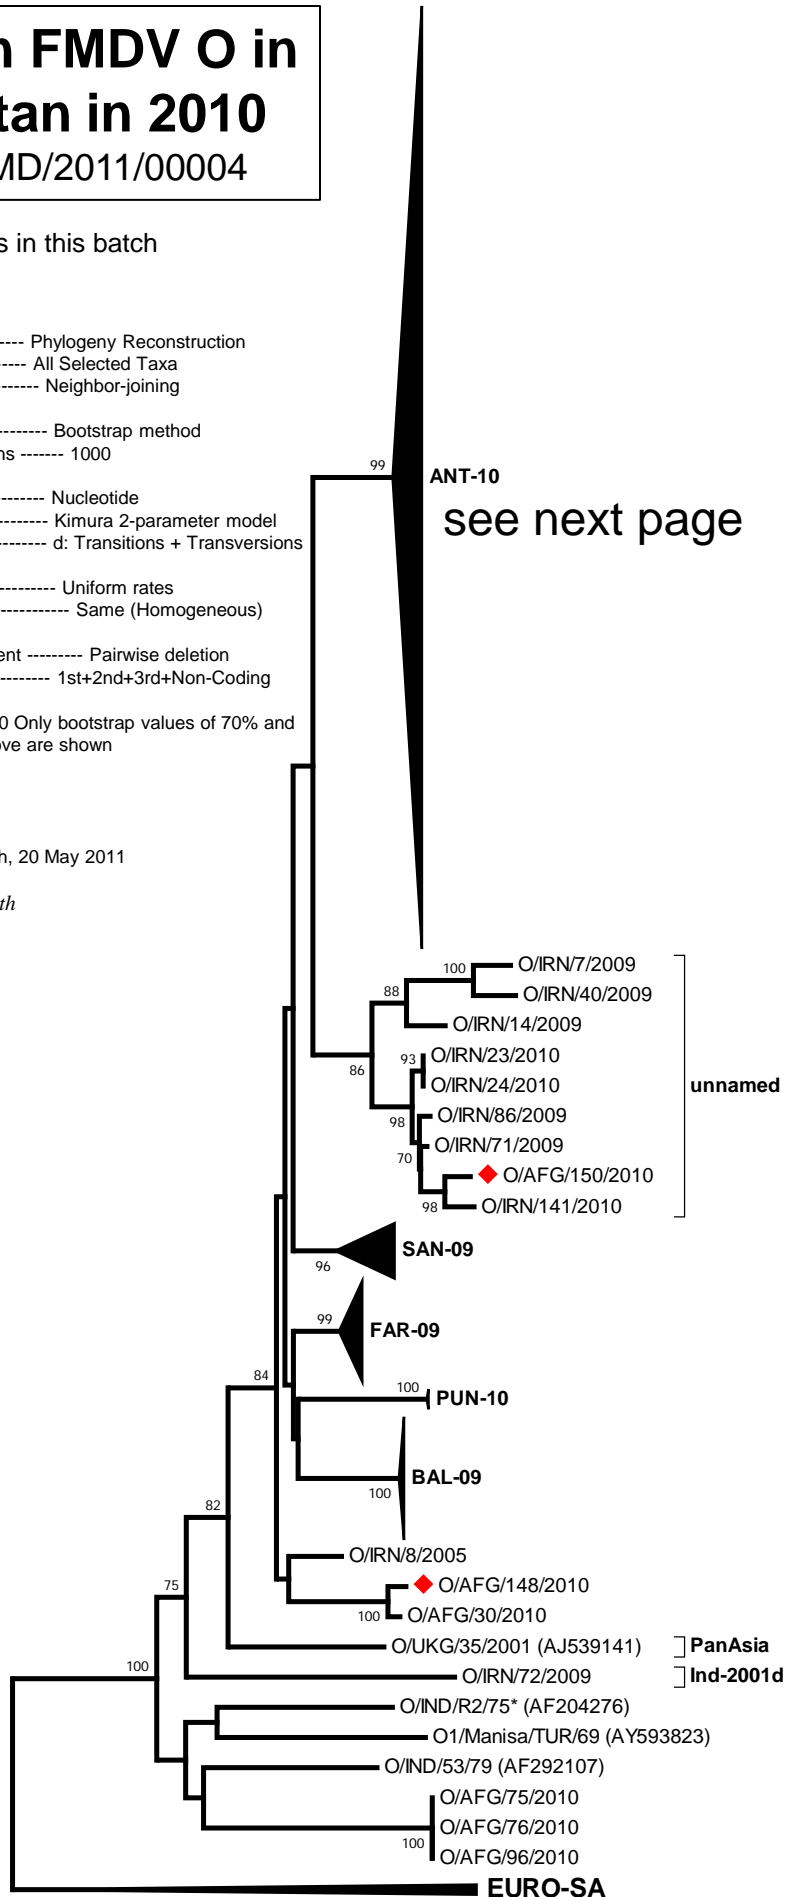 n FMDV O in
tan in 2010
MD/2011/00004
s in this batch
---- Phylogeny Reconstruction
----- All Selected Taxa
------- Neighbor-joining
--------- Bootstrap method
ns ------- 1000
-------- Nucleotide
--------- Kimura 2-parameter model
--------- d: Transitions + Transversions
---------- Uniform rates
------------ Same (Homogeneous)
ent --------- Pairwise deletion
--------- 1st+2nd+3rd+Non-Coding
0 Only bootstrap values of 70% and
ove are shown
h, 20 May 2011
th
99
ANT-10
see next page
100
O/IRN/7/2009
88
O/IRN/40/2009
O/IRN/14/2009
93
O/IRN/23/2010
86
O/IRN/24/2010
unnamed
98
O/IRN/86/2009
70
O/IRN/71/2009
O/AFG/150/2010
98
O/IRN/141/2010
SAN-09
96
99
FAR-09
84
100
PUN-10
BAL-09
100
82
O/IRN/8/2005
75
O/AFG/148/2010
100
O/AFG/30/2010
O/UKG/35/2001 (AJ539141)
PanAsia
100
O/IRN/72/2009
Ind-2001d
O/IND/R2/75* (AF204276)
O1/Manisa/TUR/69 (AY593823)
O/IND/53/79 (AF292107)
O/AFG/75/2010
O/AFG/76/2010
100
O/AFG/96/2010
EURO-SA